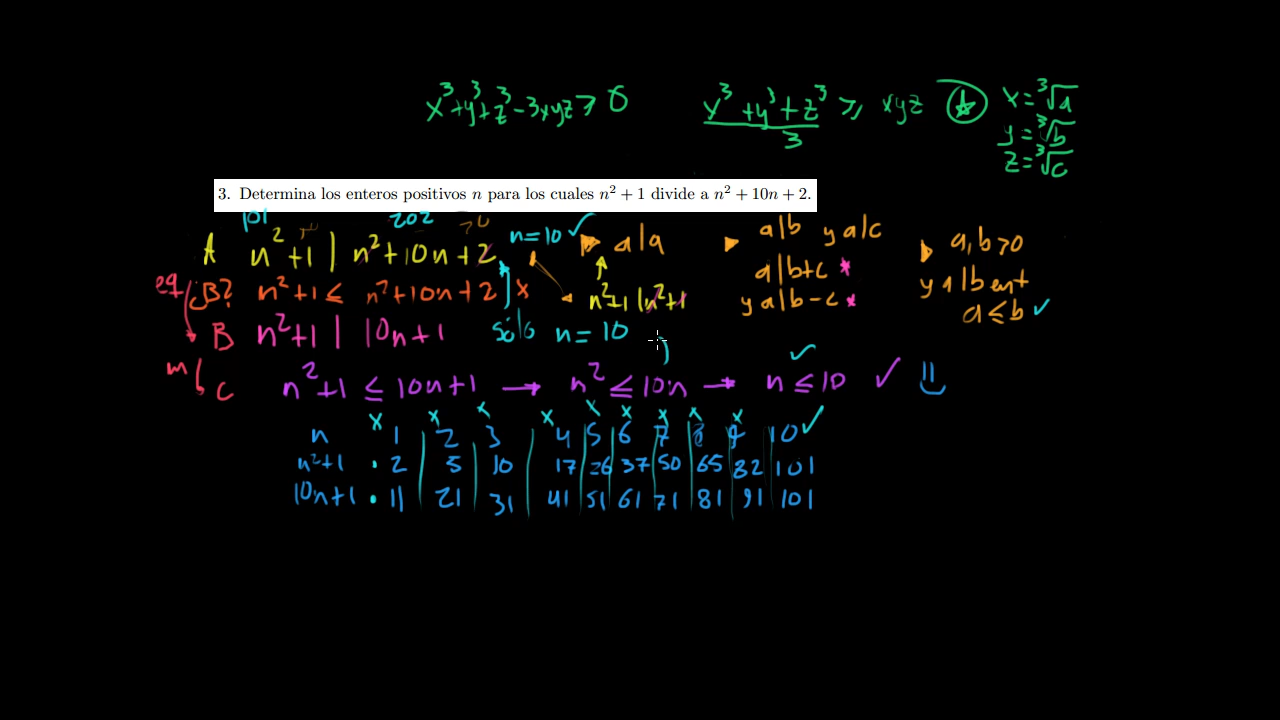 x³+y³+z³-3xyz ≥ 0
x³+y³+z³ / 3 ≥ xyz
x=∛a
y=∛b
z=∛c
3. Determina los enteros positivos n para los cuales n² + 1 divide a n² + 10n + 2.
101 202
A n²+1 | n²+10n+2 n=10 ✓
¿B? n²+1 ≤ n²+10n+2 x
eq
B n²+1 | 10n+1 sólo n=10
C n²+1 ≤ 10n+1 → n² ≤ 10n → n ≤ 10 ✓
▶ a|a
n²+1 | n²+1
▶ a|b y a|c
a|b+c *
y a|b-c *
▶ a,b>0
y a|b ent
a≤b ✓
x x x x x x x x x ✓
n 1 2 3 4 5 6 7 8 9 10
n²+1 2 5 10 17 26 37 50 65 82 101
10n+1 11 21 31 41 51 61 71 81 91 101